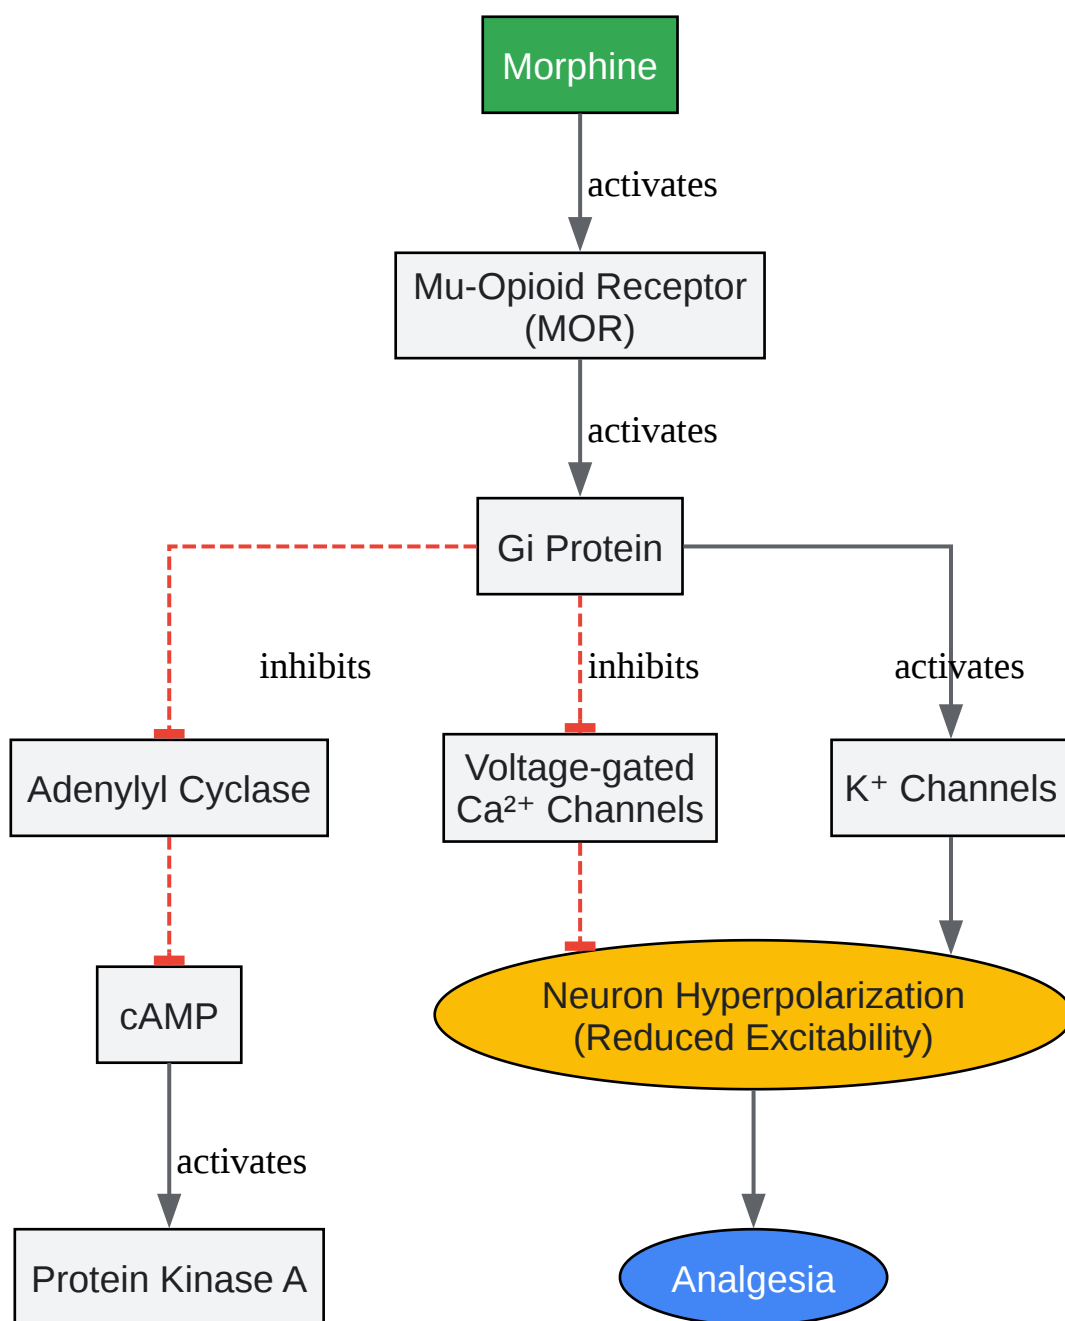 Morphine
activates
Mu-Opioid Receptor
(MOR)
activates
Gi Protein
inhibits
inhibits
activates
Adenylyl Cyclase
Voltage-gated
Ca²⁺ Channels
K⁺ Channels
cAMP
Neuron Hyperpolarization
(Reduced Excitability)
activates
Protein Kinase A
Analgesia